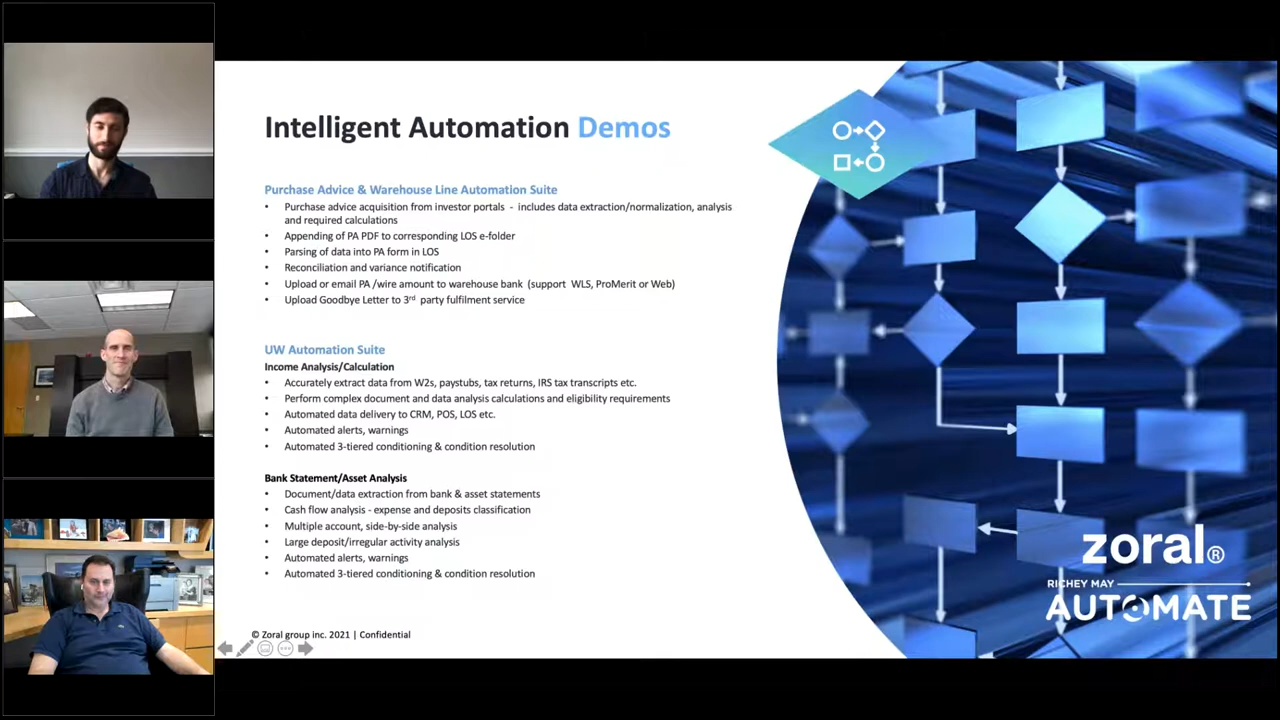 Intelligent Automation Demos
Purchase Advice & Warehouse Line Automation Suite
• Purchase advice acquisition from investor portals - includes data extraction/normalization, analysis
and required calculations
• Appending of PA PDF to corresponding LOS e-folder
• Parsing of data into PA form in LOS
• Reconciliation and variance notification
• Upload or email PA /wire amount to warehouse bank (support WLS, ProMerit or Web)
• Upload Goodbye Letter to 3rd party fulfilment service
UW Automation Suite
Income Analysis/Calculation
• Accurately extract data from W2s, paystubs, tax returns, IRS tax transcripts etc.
• Perform complex document and data analysis calculations and eligibility requirements
• Automated data delivery to CRM, POS, LOS etc.
• Automated alerts, warnings
• Automated 3-tiered conditioning & condition resolution
Bank Statement/Asset Analysis
• Document/data extraction from bank & asset statements
• Cash flow analysis - expense and deposits classification
• Multiple account, side-by-side analysis
• Large deposit/irregular activity analysis
• Automated alerts, warnings
• Automated 3-tiered conditioning & condition resolution
© Zoral group inc. 2021 | Confidential
zoral®
RICHEY MAY
AUTOMATE